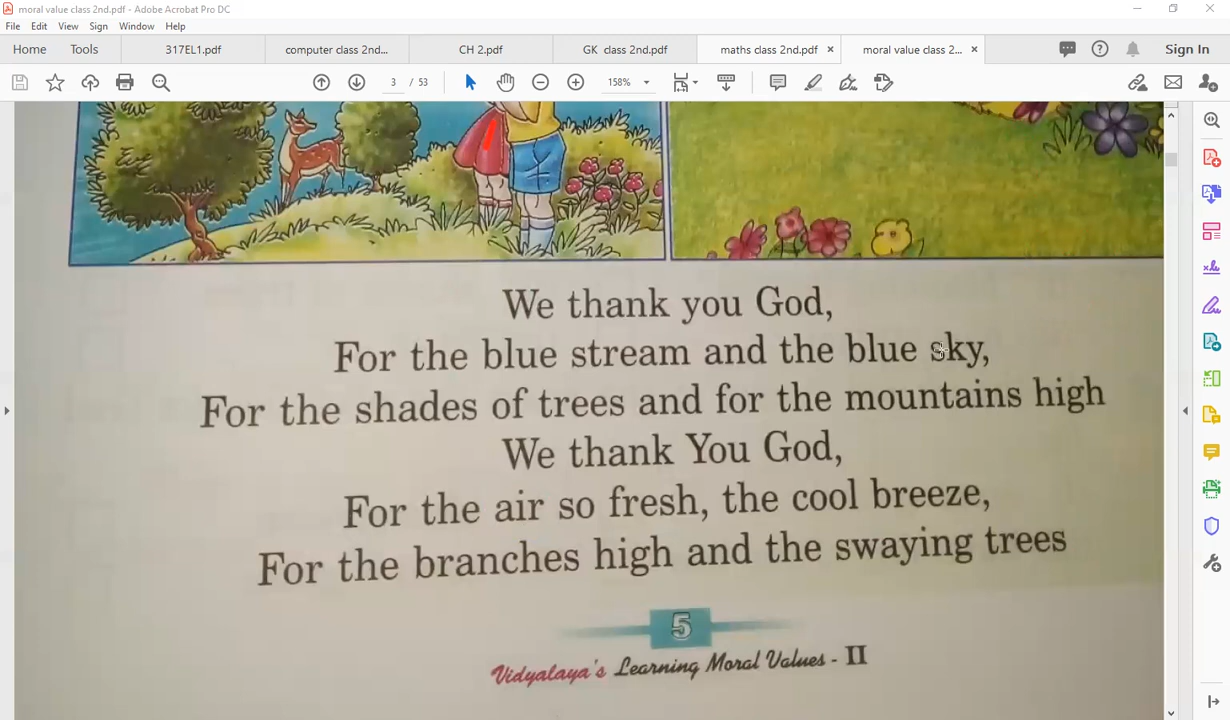 moral value class 2nd.pdf - Adobe Acrobat Pro DC
File Edit View Sign Window Help
Home Tools 317EL1.pdf computer class 2nd... CH 2.pdf GK class 2nd.pdf maths class 2nd.pdf × moral value class 2... × Sign In
3 / 53 158%
We thank you God,
For the blue stream and the blue sky,
For the shades of trees and for the mountains high
We thank You God,
For the air so fresh, the cool breeze,
For the branches high and the swaying trees
5
Vidyalaya's Learning Moral Values - II